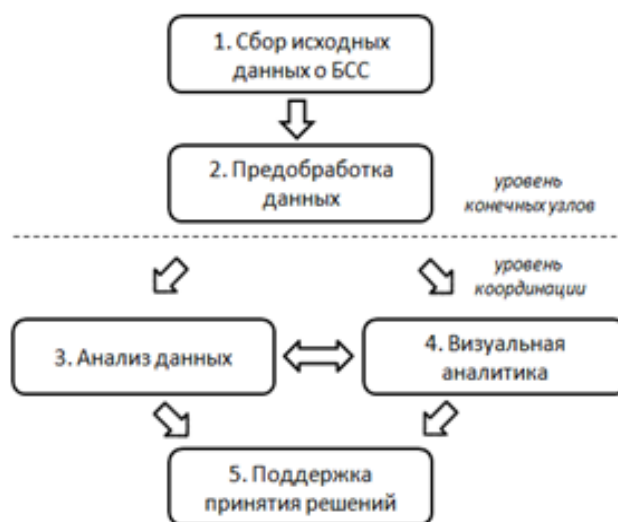 1. Сбор исходных
данных о БСС
2. Предобработка
данных
уровень
конечных узлов
уровень
координации
3. Анализ данных
4. Визуальная
аналитика
5. Поддержка
принятия решений